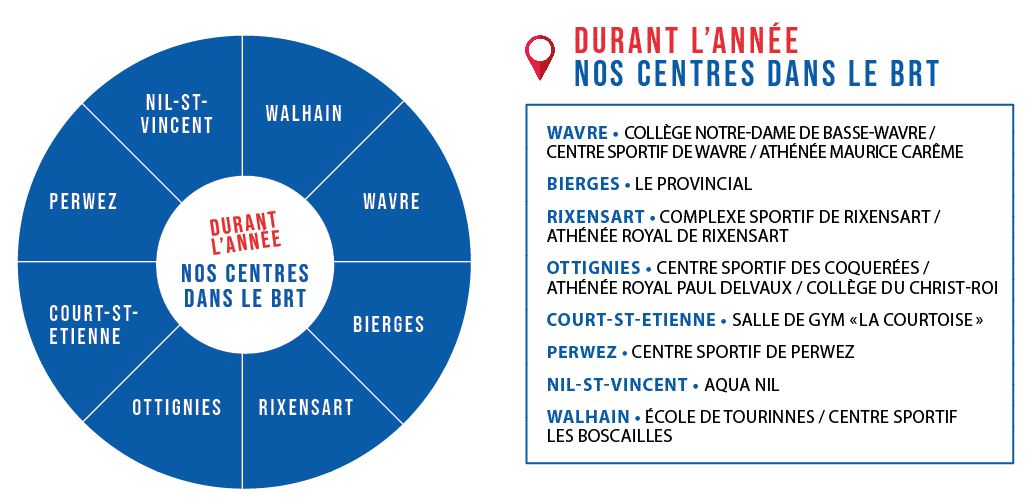 NIL-ST-
VINCENT
WALHAIN
PERWEZ
WAVRE
DURANT
L'ANNÉE
NOS CENTRES
DANS LE BRT
COURT-ST-
ETIENNE
BIERGES
OTTIGNIES
RIXENSART
DURANT L'ANNÉE
NOS CENTRES DANS LE BRT
WAVRE • COLLÈGE NOTRE-DAME DE BASSE-WAVRE /
CENTRE SPORTIF DE WAVRE / ATHÉNÉE MAURICE CARÊME
BIERGES • LE PROVINCIAL
RIXENSART • COMPLEXE SPORTIF DE RIXENSART /
ATHÉNÉE ROYAL DE RIXENSART
OTTIGNIES • CENTRE SPORTIF DES COQUERÉES /
ATHÉNÉE ROYAL PAUL DELVAUX / COLLÈGE DU CHRIST-ROI
COURT-ST-ETIENNE • SALLE DE GYM «LA COURTOISE»
PERWEZ • CENTRE SPORTIF DE PERWEZ
NIL-ST-VINCENT • AQUA NIL
WALHAIN • ÉCOLE DE TOURINNES / CENTRE SPORTIF
LES BOSCAILLES